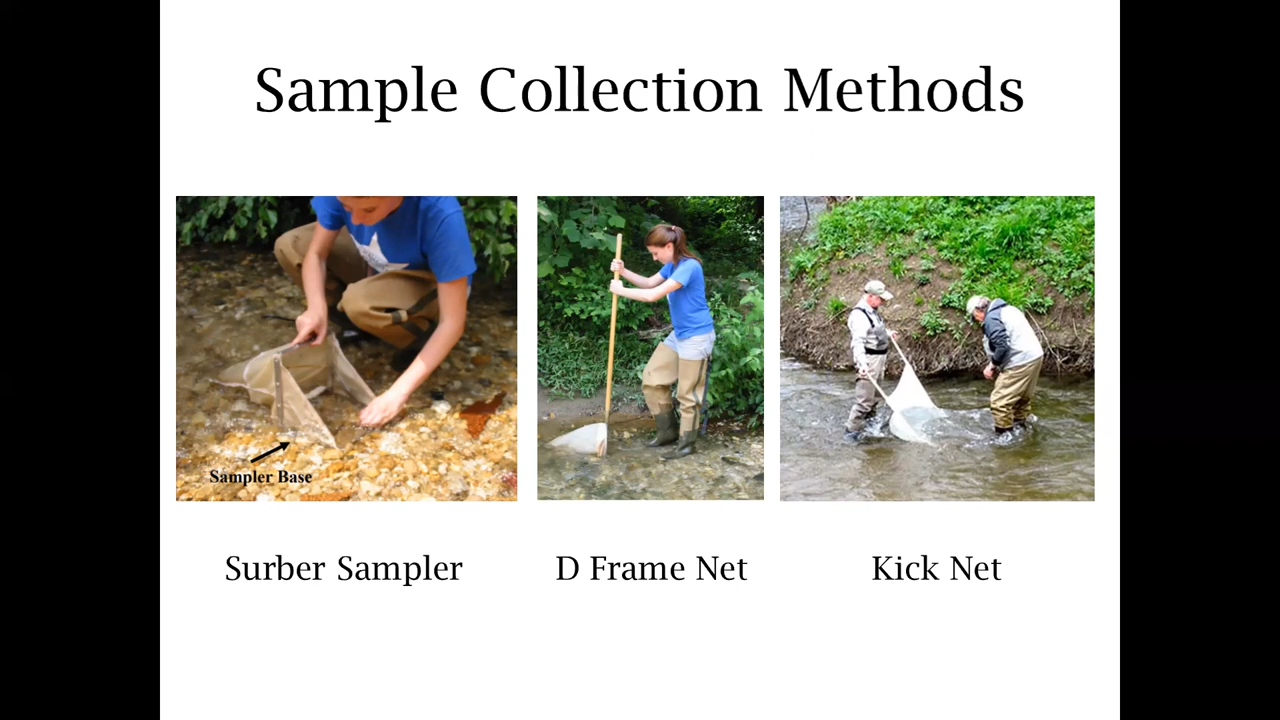 Sample Collection Methods
Sampler Base
Surber Sampler
D Frame Net
Kick Net